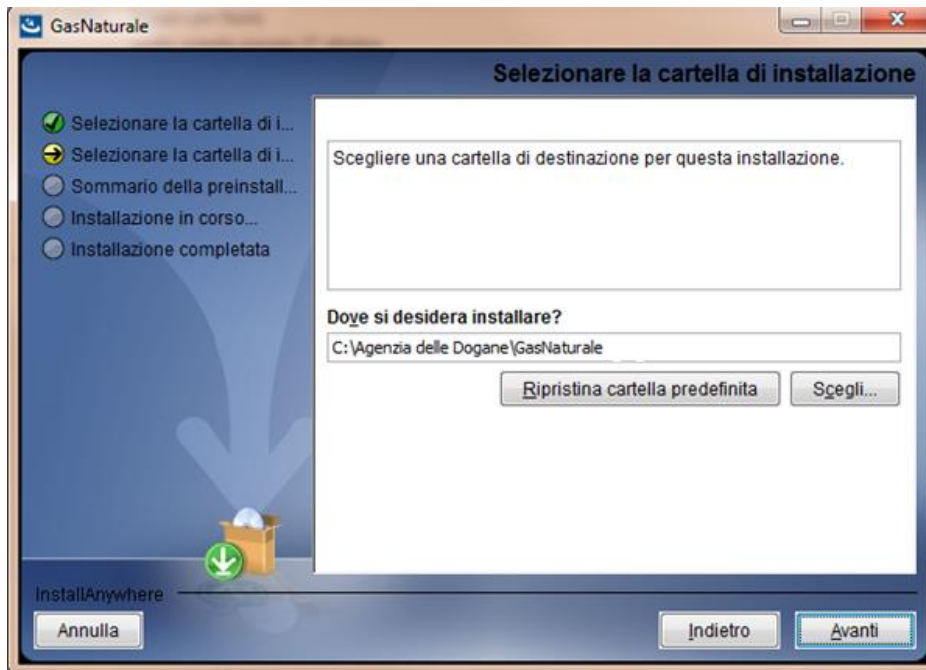 GasNaturale
Selezionare la cartella di installazione
Selezionare la cartella di i...
Selezionare la cartella di i...
Sommario della preinstall...
Installazione in corso...
Installazione completata
Scegliere una cartella di destinazione per questa installazione.
Dove si desidera installare?
C:\Agenzia delle Dogane\GasNaturale
Ripristina cartella predefinita
Scegli...
InstallAnywhere
Annulla
Indietro
Avanti